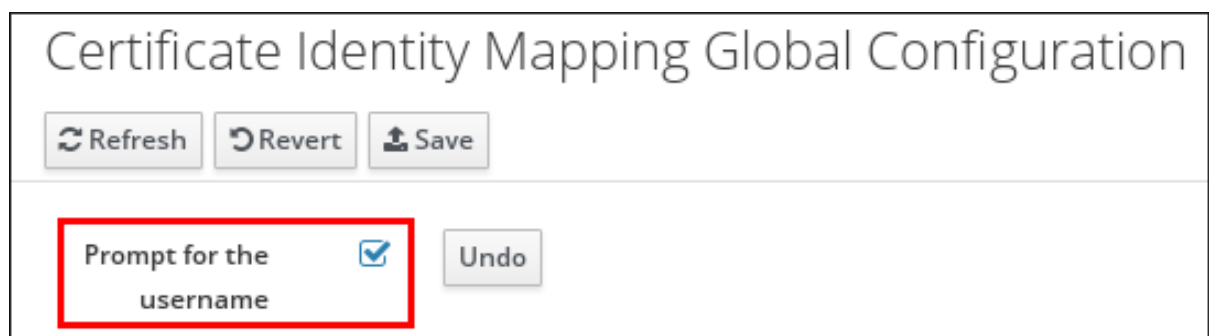 Certificate Identity Mapping Global Configuration
Refresh Revert Save
Prompt for the Undo
username